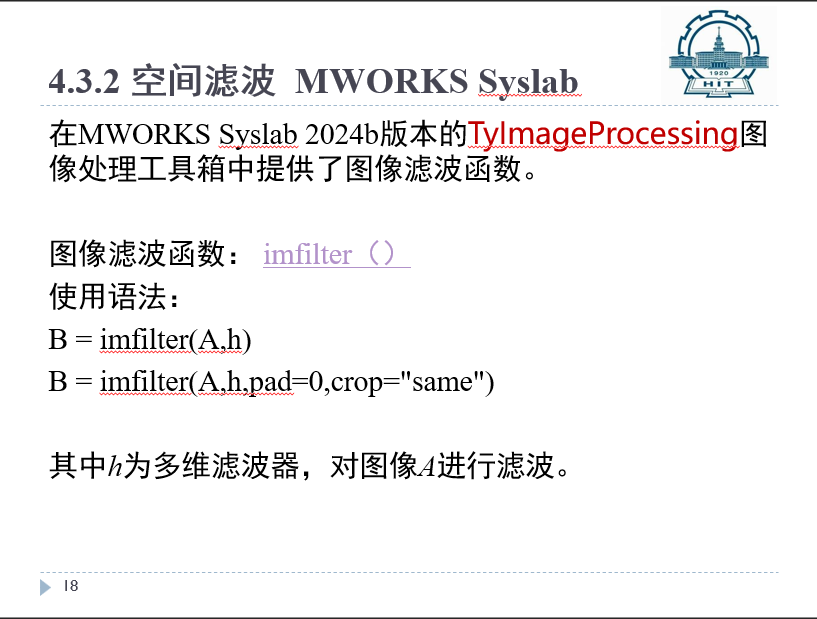 1920
HIT
4.3.2 空间滤波 MWORKS Syslab
在MWORKS Syslab 2024b版本的TyImageProcessing图
像处理工具箱中提供了图像滤波函数。
图像滤波函数： imfilter（）
使用语法：
B = imfilter(A,h)
B = imfilter(A,h,pad=0,crop="same")
其中h为多维滤波器，对图像A进行滤波。
18